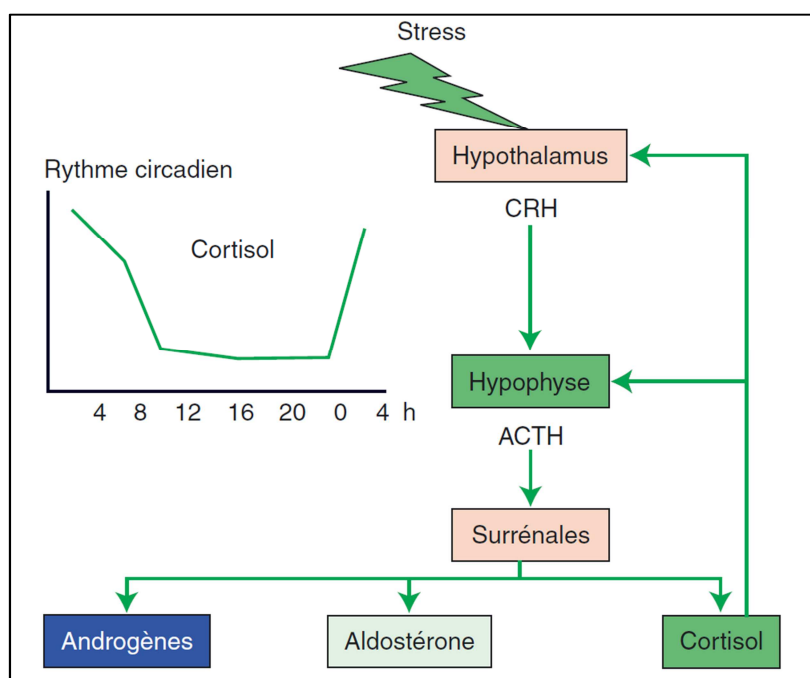 Stress
Hypothalamus
Rythme circadien
CRH
Cortisol
Hypophyse
4 8 12 16 20 0 4 h
ACTH
Surrénales
Androgènes Aldostérone Cortisol